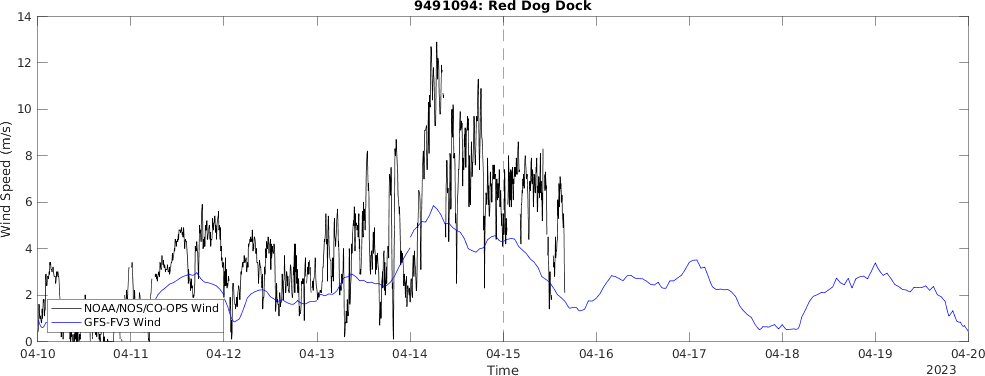 9491094: Red Dog Dock
Wind Speed (m/s)
14
12
10
8
6
4
2
0
NOAA/NOS/CO-OPS Wind
GFS-FV3 Wind
04-10 04-11 04-12 04-13 04-14 04-15 04-16 04-17 04-18 04-19 04-20
Time
2023